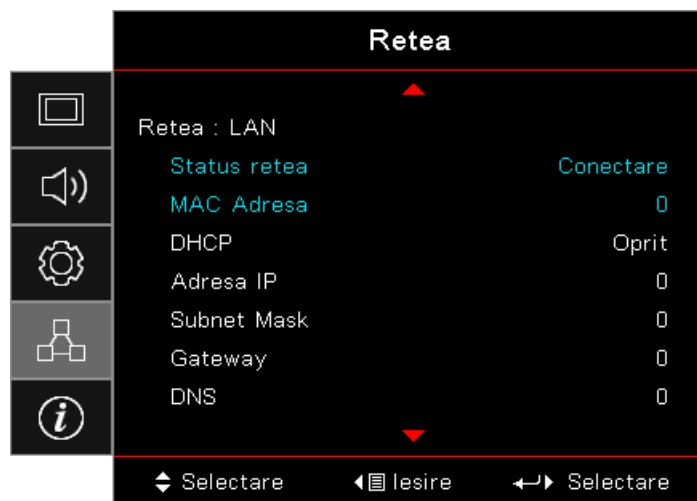 Retea
Retea : LAN
Status retea Conectare
MAC Adresa 0
DHCP Oprit
Adresa IP 0
Subnet Mask 0
Gateway 0
DNS 0
Selectare Iesire Selectare